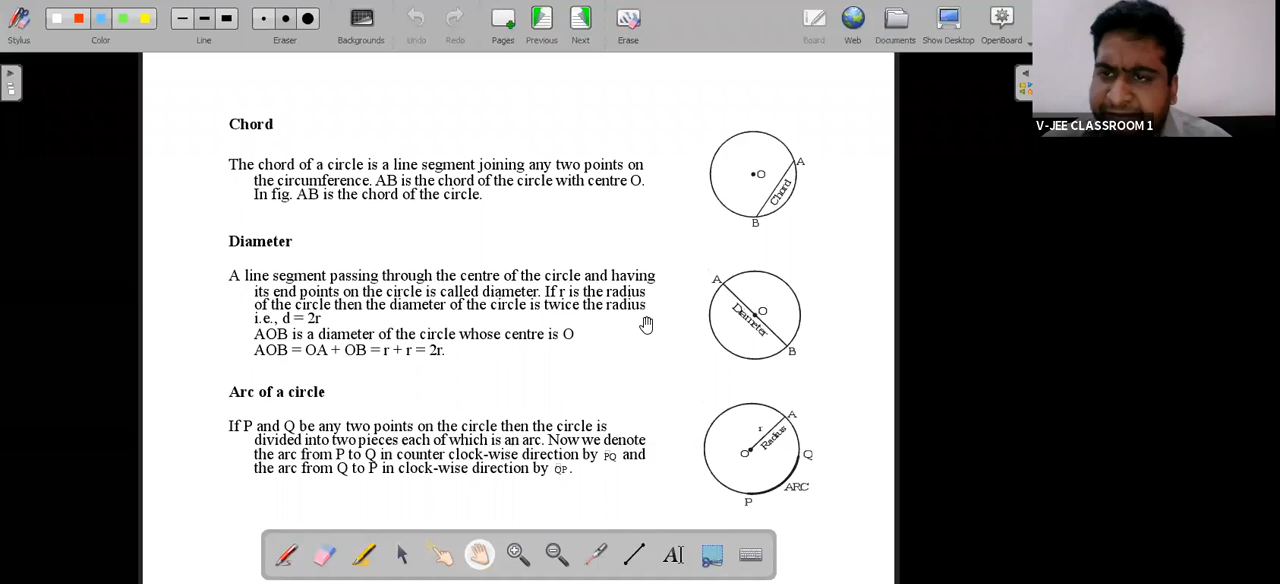 Stylus
Color
Line
Eraser
Backgrounds
Undo
Redo
Pages
Previous
Next
Erase
Board
Web
Documents
Show Desktop
OpenBoard
V-JEE CLASSROOM 1
Chord
The chord of a circle is a line segment joining any two points on
the circumference. AB is the chord of the circle with centre O.
In fig. AB is the chord of the circle.
O
A
B
Chord
Diameter
A line segment passing through the centre of the circle and having
its end points on the circle is called diameter. If r is the radius
of the circle then the diameter of the circle is twice the radius
i.e., d = 2r
AOB is a diameter of the circle whose centre is O
AOB = OA + OB = r + r = 2r.
A
O
Diameter
B
Arc of a circle
If P and Q be any two points on the circle then the circle is
divided into two pieces each of which is an arc. Now we denote
the arc from P to Q in counter clock-wise direction by PQ and
the arc from Q to P in clock-wise direction by QP.
A
r
Radius
O
Q
ARC
P
A